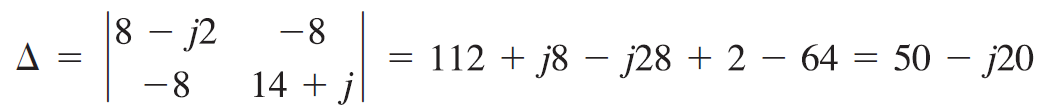 Δ = |8 − j2 −8
−8 14 + j| = 112 + j8 − j28 + 2 − 64 = 50 − j20